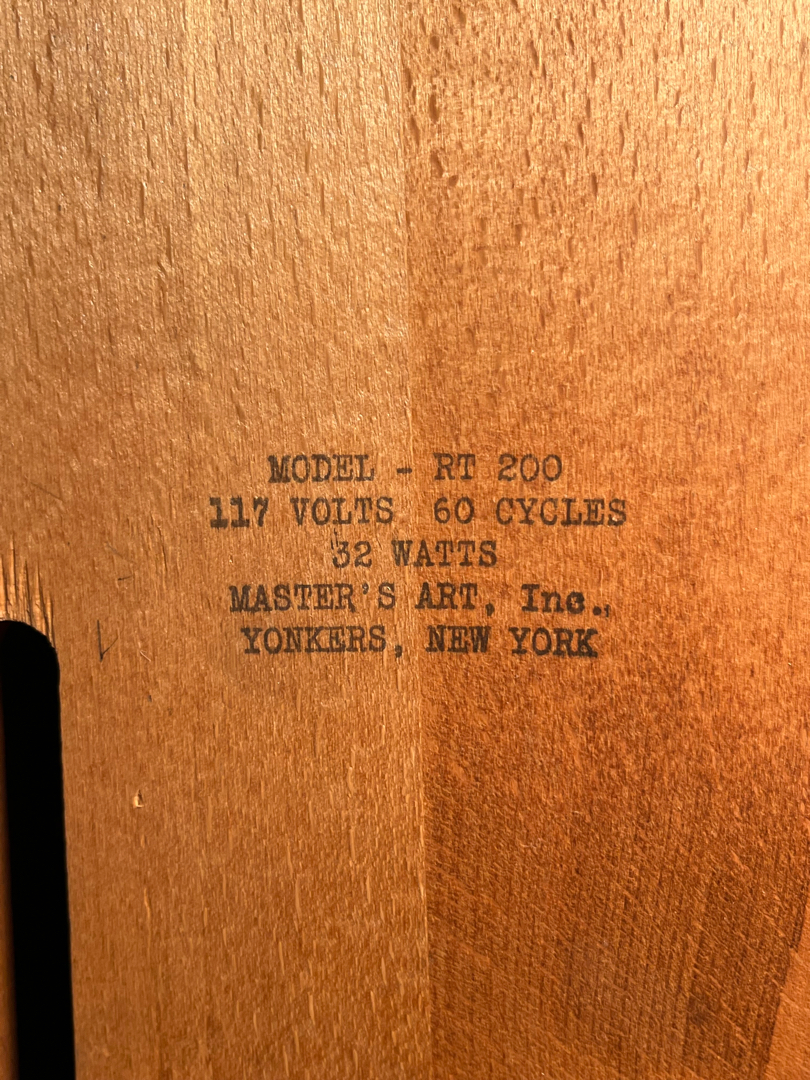 MODEL - RT 200
117 VOLTS 60 CYCLES
32 WATTS
MASTER'S ART, Inc.,
YONKERS, NEW YORK